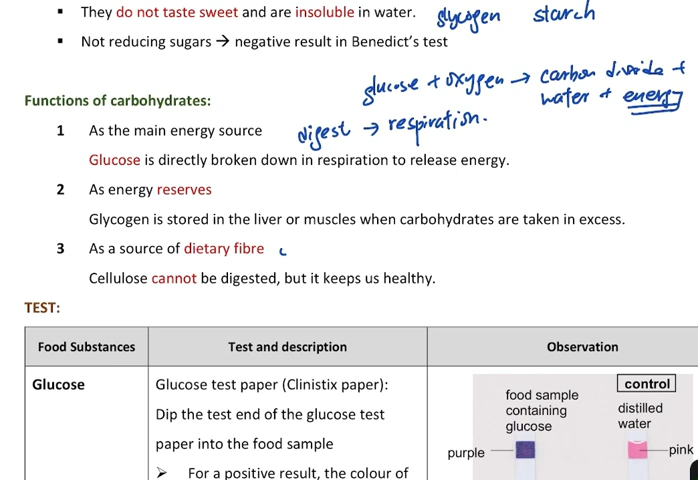 ▪ They do not taste sweet and are insoluble in water. glycogen starch
▪ Not reducing sugars → negative result in Benedict's test
glucose + oxygen → carbon dioxide +
water + energy
Functions of carbohydrates:
digest → respiration.
1 As the main energy source
Glucose is directly broken down in respiration to release energy.
2 As energy reserves
Glycogen is stored in the liver or muscles when carbohydrates are taken in excess.
3 As a source of dietary fibre
Cellulose cannot be digested, but it keeps us healthy.
TEST:
Food Substances Test and description Observation
Glucose Glucose test paper (Clinistix paper):
Dip the test end of the glucose test
paper into the food sample
➢ For a positive result, the colour of
food sample
containing
glucose
control
distilled
water
purple
pink